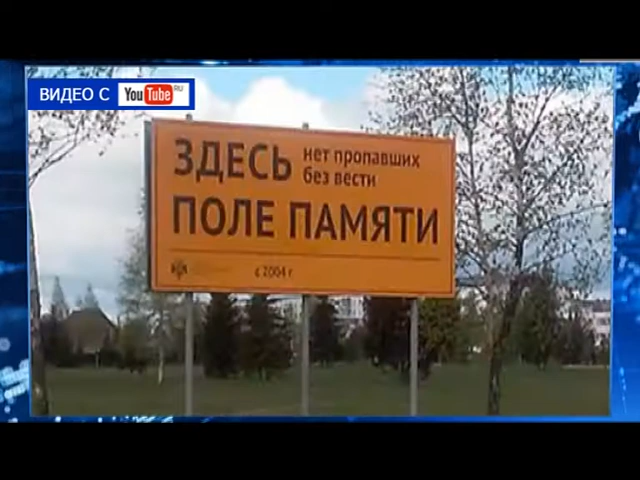 ВИДЕО С YouTube RU
ЗДЕСЬ нет пропавших
без вести
ПОЛЕ ПАМЯТИ
с 2004 г